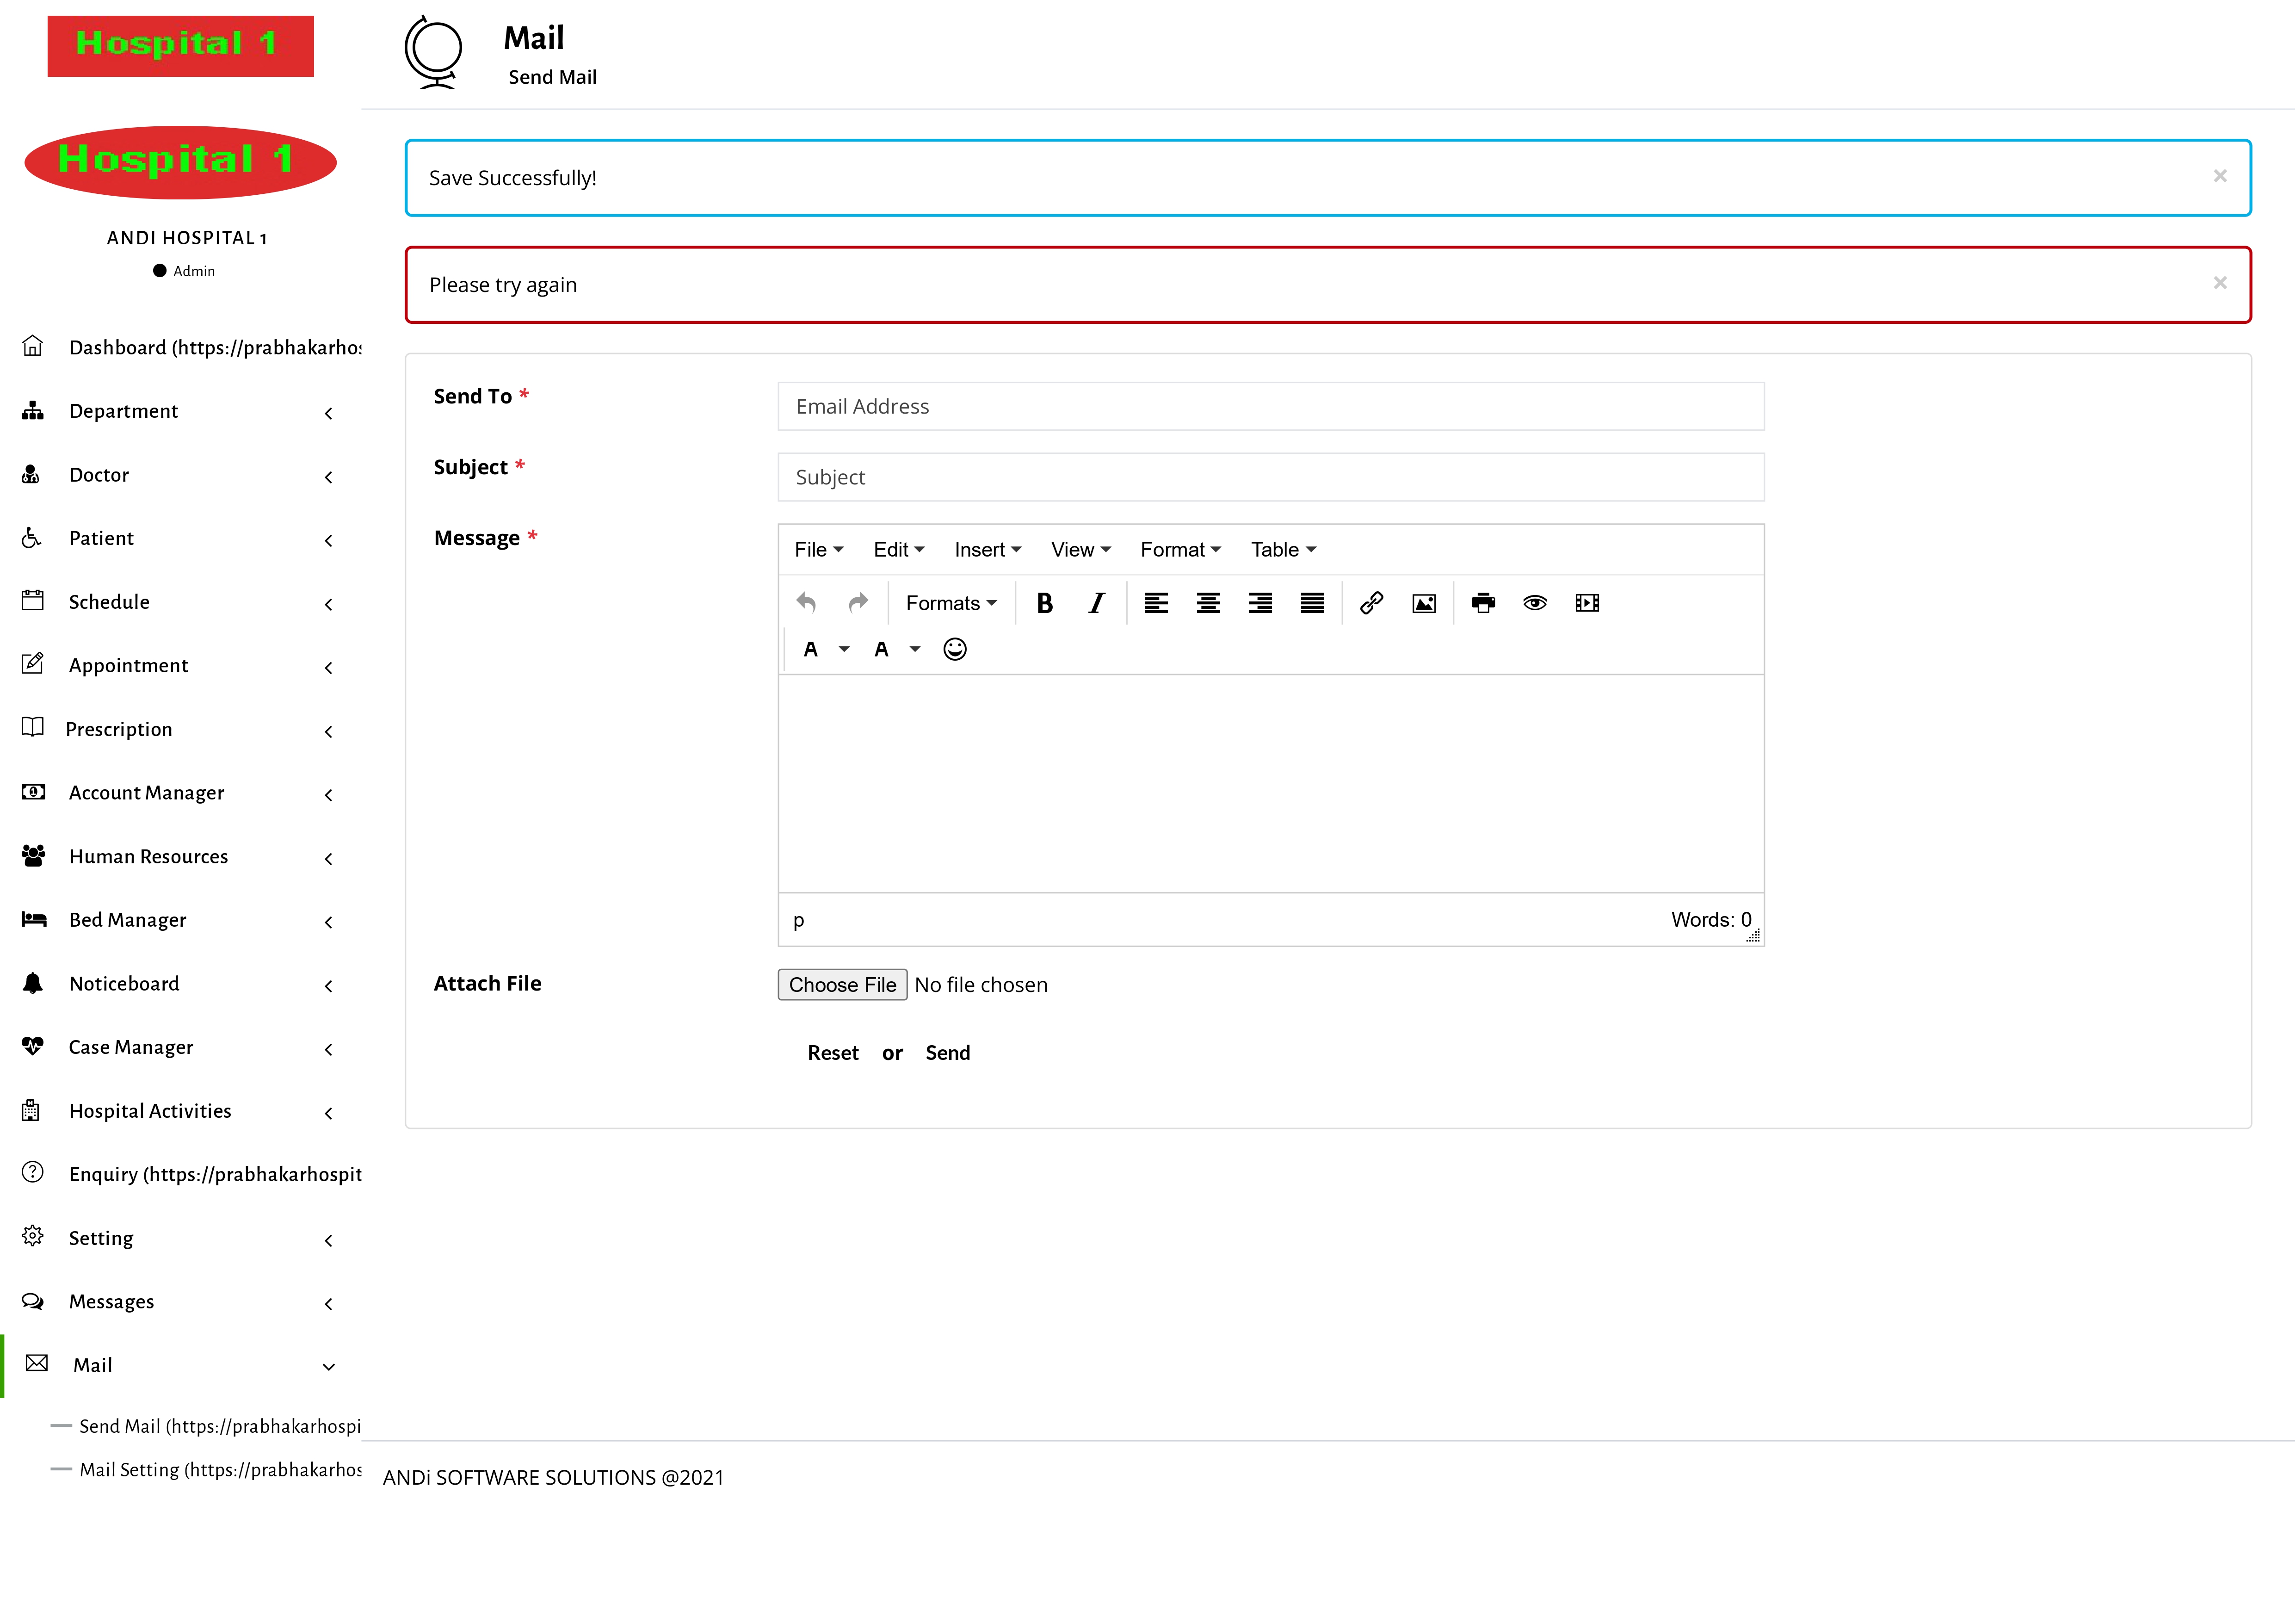 Hospital 1
Hospital 1
ANDI HOSPITAL 1
Admin
Dashboard (https://prabhakarhos
Department
Doctor
Patient
Schedule
Appointment
Prescription
Account Manager
Human Resources
Bed Manager
Noticeboard
Case Manager
Hospital Activities
Enquiry (https://prabhakarhospit
Setting
Messages
Mail
Send Mail (https://prabhakarhospi
Mail Setting (https://prabhakarhos
Mail
Send Mail
Save Successfully! ×
Please try again ×
Send To * Email Address
Subject * Subject
Message *
File Edit Insert View Format Table
Formats B I
A A
p Words: 0
Attach File Choose File No file chosen
Reset or Send
ANDi SOFTWARE SOLUTIONS @2021